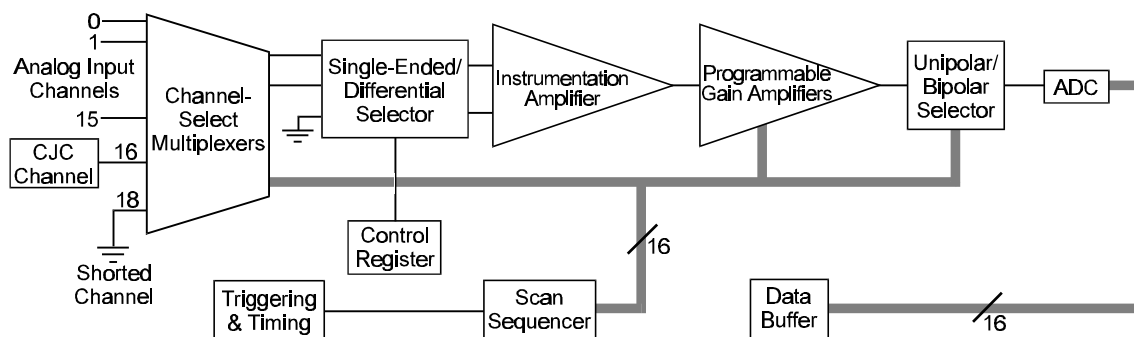 0
1
Analog Input
Channels
15
CJC
Channel
16
18
Shorted
Channel
Channel-
Select
Multiplexers
Single-Ended/
Differential
Selector
Instrumentation
Amplifier
Programmable
Gain Amplifiers
Unipolar/
Bipolar
Selector
ADC
Control
Register
16
Triggering
& Timing
Scan
Sequencer
Data
Buffer
16